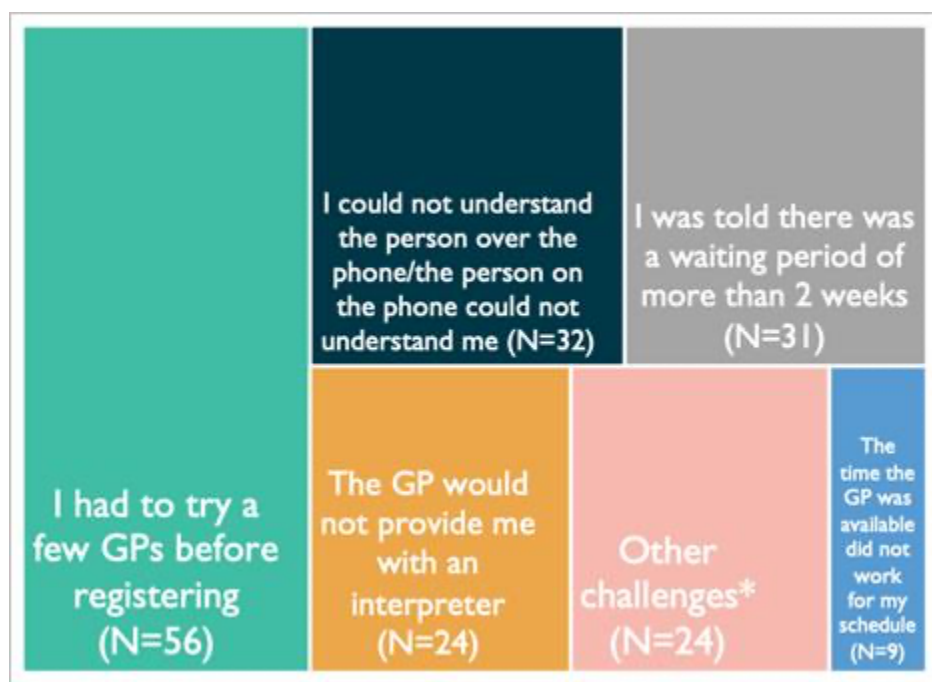 I had to try a
few GPs before
registering
(N=56)
I could not understand
the person over the
phone/the person on
the phone could not
understand me (N=32)
I was told there was
a waiting period of
more than 2 weeks
(N=31)
The GP would
not provide me
with an
interpreter
(N=24)
Other
challenges*
(N=24)
The
time the
GP was
available
did not
work
for my
schedule
(N=9)